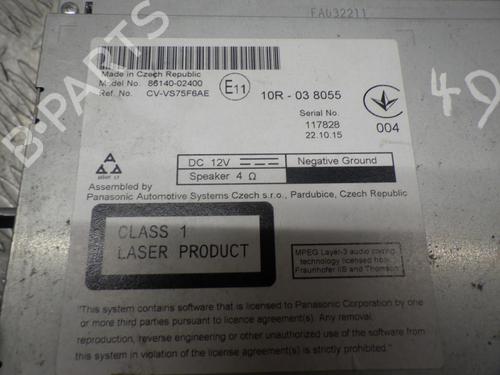 FA032211
Made in Czech Republic
Model No. 86140-02400
Ref. No. CV-VS75F6AE
E11
10R - 03 8055
Serial No.
117828
22.10.15
004
49
DC 12V
Negative Ground
Speaker 4 Ω
Assembled by
Panasonic Automotive Systems Czech s.r.o., Pardubice, Czech Republic
CLASS 1
LASER PRODUCT
MPEG Layer-3 audio coding
technology licensed from
Fraunhofer IIS and Thomson
"This system contains software that is licensed to Panasonic Corporation by one
or more third parties pursuant to licence agreement(s). Any removal,
reproduction, reverse engineering or other unauthorized use of the software
in this system in violation of the license agreement(s) is strictly prohibited."
B-PARTS